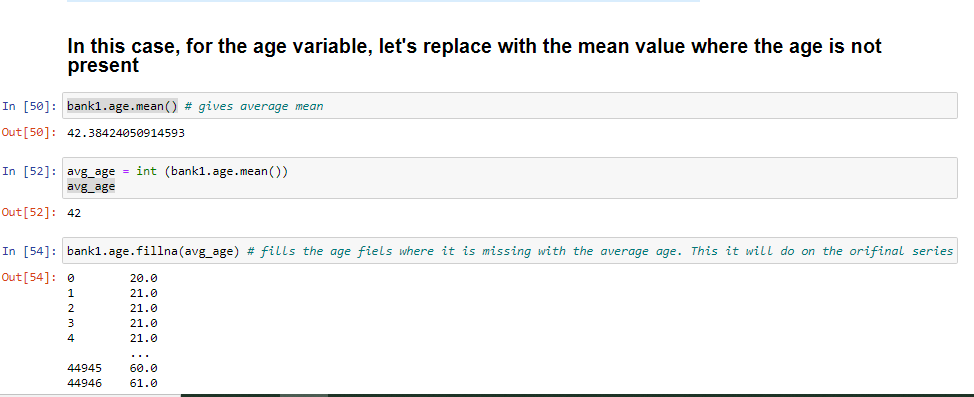 In this case, for the age variable, let's replace with the mean value where the age is not
present
In [50]: bank1.age.mean() # gives average mean
Out[50]: 42.38424050914593
In [52]: avg_age = int (bank1.age.mean())
avg_age
Out[52]: 42
In [54]: bank1.age.fillna(avg_age) # fills the age fiels where it is missing with the average age. This it will do on the orifinal series
Out[54]: 0 20.0
1 21.0
2 21.0
3 21.0
4 21.0
...
44945 60.0
44946 61.0